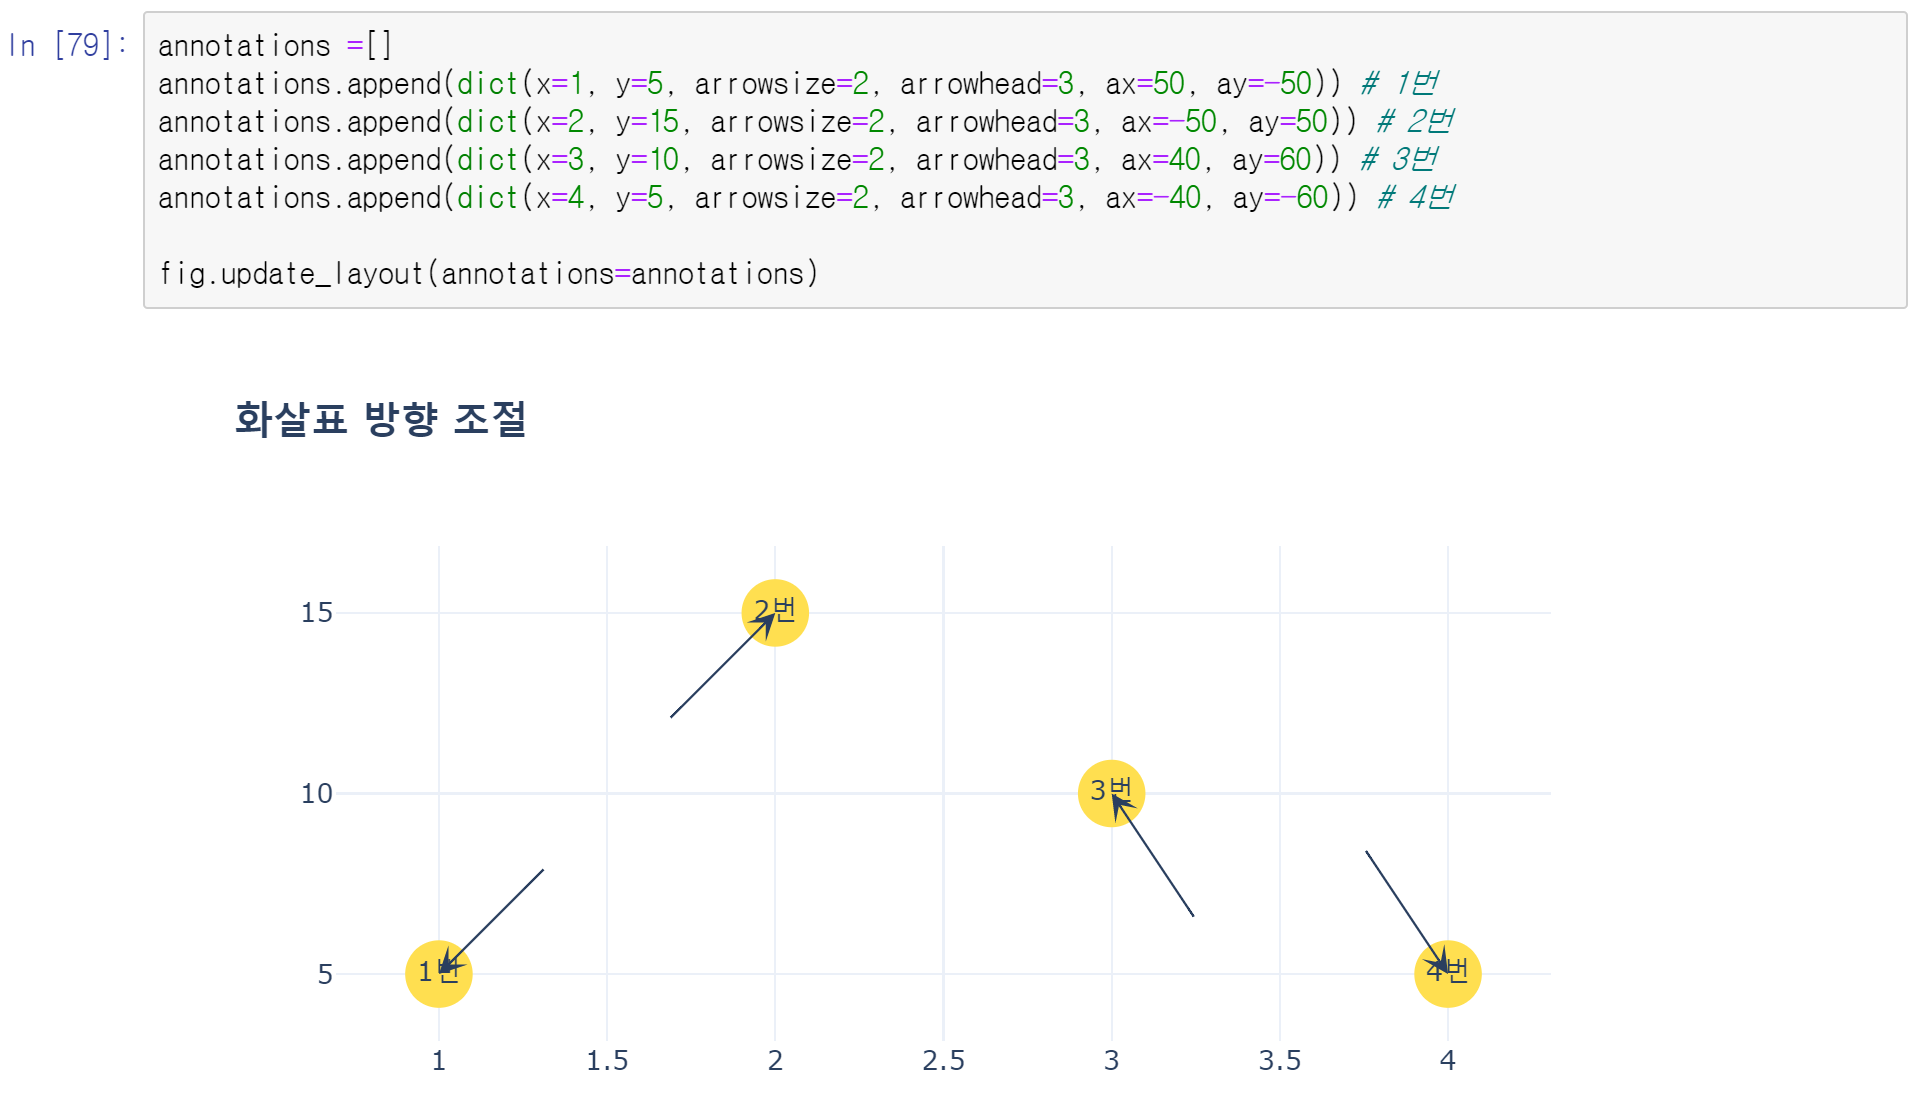 In [79]:
annotations =[]
annotations.append(dict(x=1, y=5, arrowsize=2, arrowhead=3, ax=50, ay=-50)) # 1번
annotations.append(dict(x=2, y=15, arrowsize=2, arrowhead=3, ax=-50, ay=50)) # 2번
annotations.append(dict(x=3, y=10, arrowsize=2, arrowhead=3, ax=40, ay=60)) # 3번
annotations.append(dict(x=4, y=5, arrowsize=2, arrowhead=3, ax=-40, ay=-60)) # 4번
fig.update_layout(annotations=annotations)
화살표 방향 조절
15
2번
10
3번
5
1번
4번
1 1.5 2 2.5 3 3.5 4